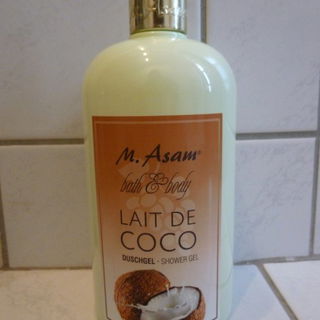 M. Asam®
bath & body
LAIT DE
COCO
DUSCHGEL - SHOWER GEL